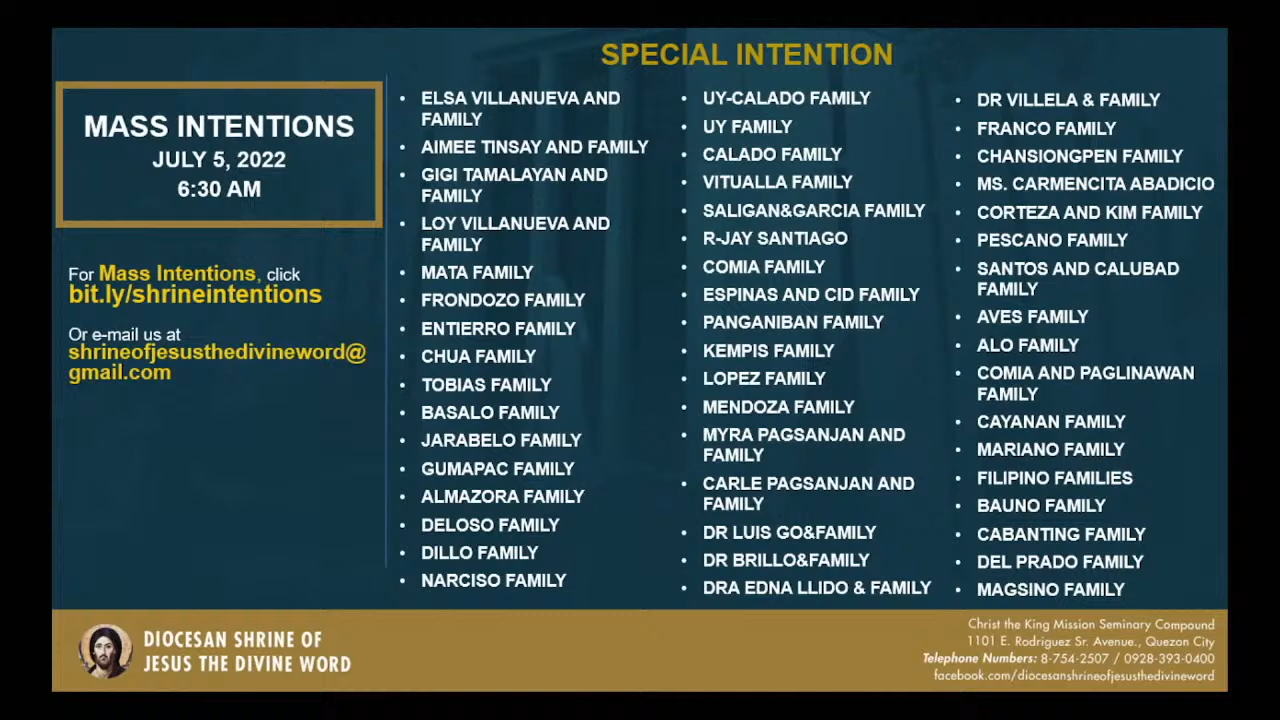 SPECIAL INTENTION
MASS INTENTIONS
JULY 5, 2022
6:30 AM
For Mass Intentions, click
bit.ly/shrineintentions
Or e-mail us at
shrineofjesusthedivineword@
gmail.com
• ELSA VILLANUEVA AND
FAMILY
• AIMEE TINSAY AND FAMILY
• GIGI TAMALAYAN AND
FAMILY
• LOY VILLANUEVA AND
FAMILY
• MATA FAMILY
• FRONDOZO FAMILY
• ENTIERRO FAMILY
• CHUA FAMILY
• TOBIAS FAMILY
• BASALO FAMILY
• JARABELO FAMILY
• GUMAPAC FAMILY
• ALMAZORA FAMILY
• DELOSO FAMILY
• DILLO FAMILY
• NARCISO FAMILY
• UY-CALADO FAMILY
• UY FAMILY
• CALADO FAMILY
• VITUALLA FAMILY
• SALIGAN&GARCIA FAMILY
• R-JAY SANTIAGO
• COMIA FAMILY
• ESPINAS AND CID FAMILY
• PANGANIBAN FAMILY
• KEMPIS FAMILY
• LOPEZ FAMILY
• MENDOZA FAMILY
• MYRA PAGSANJAN AND
FAMILY
• CARLE PAGSANJAN AND
FAMILY
• DR LUIS GO&FAMILY
• DR BRILLO&FAMILY
• DRA EDNA LLIDO & FAMILY
• DR VILLELA & FAMILY
• FRANCO FAMILY
• CHANSIONGPEN FAMILY
• MS. CARMENCITA ABADICIO
• CORTEZA AND KIM FAMILY
• PESCANO FAMILY
• SANTOS AND CALUBAD
FAMILY
• AVES FAMILY
• ALO FAMILY
• COMIA AND PAGLINAWAN
FAMILY
• CAYANAN FAMILY
• MARIANO FAMILY
• FILIPINO FAMILIES
• BAUNO FAMILY
• CABANTING FAMILY
• DEL PRADO FAMILY
• MAGSINO FAMILY
DIOCESAN SHRINE OF
JESUS THE DIVINE WORD
Christ the King Mission Seminary Compound
1101 E. Rodriguez Sr. Avenue., Quezon City
Telephone Numbers: 8-754-2507 / 0928-393-0400
facebook.com/diocesanshrineofjesusthedivineword